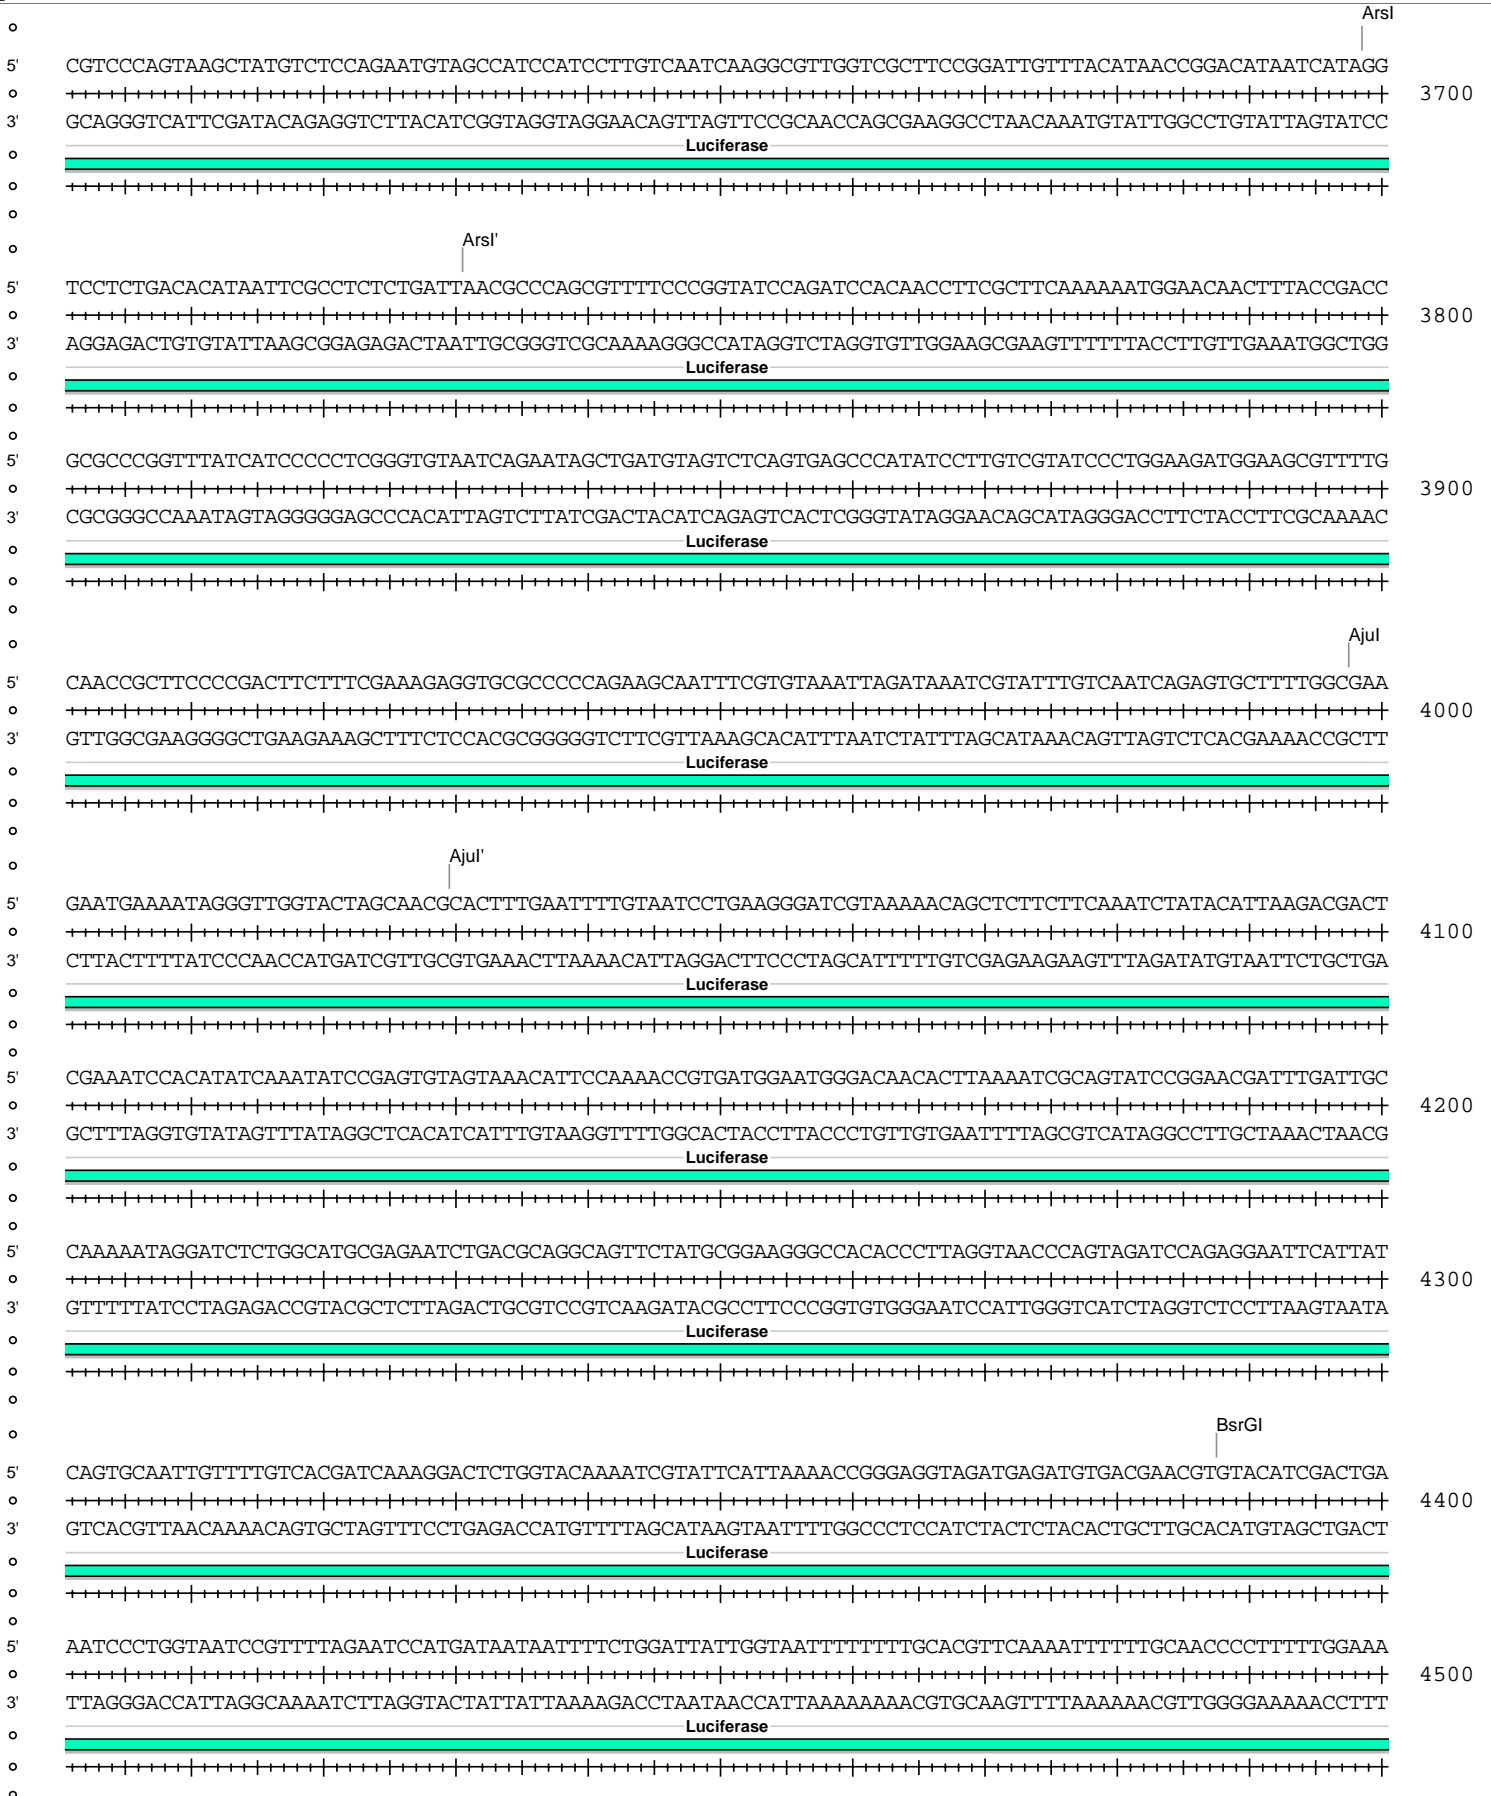 ArsI
5' CGTCCCAGTAAGCTATGTCTCCAGAATGTAGCCATCCATCCTTGTCAATCAAGGCGTTGGTCGCTTCCGGATTGTTTACATAACCGGACATAATCATAGG
3700
3' GCAGGGTCATTCGATACAGAGGTCTTACATCGGTAGGTAGGAACAGTTAGTTCCGCAACCAGCGAAGGCCTAACAAATGTATTGGCCTGTATTAGTATCC
Luciferase
ArsI'
5' TCCTCTGACACATAATTCGCCTCTCTGATTAACGCCCAGCGTTTTCCCGGTATCCAGATCCACAACCTTCGCTTCAAAAAATGGAACAACTTTACCGACC
3800
3' AGGAGACTGTGTATTAAGCGGAGAGACTAATTGCGGGTCGCAAAAGGGCCATAGGTCTAGGTGTTGGAAGCGAAGTTTTTTACCTTGTTGAAATGGCTGG
Luciferase
5' GCGCCCGGTTTATCATCCCCCTCGGGTGTAATCAGAATAGCTGATGTAGTCTCAGTGAGCCCATATCCTTGTCGTATCCCTGGAAGATGGAAGCGTTTTG
3900
3' CGCGGGCCAAATAGTAGGGGGAGCCCACATTAGTCTTATCGACTACATCAGAGTCACTCGGGTATAGGAACAGCATAGGGACCTTCTACCTTCGCAAAAC
Luciferase
AjuI
5' CAACCGCTTCCCCGACTTCTTTCGAAAGAGGTGCGCCCCCAGAAGCAATTTCGTGTAAATTAGATAAATCGTATTTGTCAATCAGAGTGCTTTTGGCGAA
4000
3' GTTGGCGAAGGGGCTGAAGAAAGCTTTCTCCACGCGGGGGTCTTCGTTAAAGCACATTTAATCTATTTAGCATAAACAGTTAGTCTCACGAAAACCGCTT
Luciferase
AjuI'
5' GAATGAAAATAGGGTTGGTACTAGCAACGCACTTTGAATTTTGTAATCCTGAAGGGATCGTAAAAACAGCTCTTCTTCAAATCTATACATTAAGACGACT
4100
3' CTTACTTTTATCCCAACCATGATCGTTGCGTGAAACTTAAAACATTAGGACTTCCCTAGCATTTTTGTCGAGAAGAAGTTTAGATATGTAATTCTGCTGA
Luciferase
5' CGAAATCCACATATCAAATATCCGAGTGTAGTAAACATTCCAAAACCGTGATGGAATGGGACAACACTTAAAATCGCAGTATCCGGAACGATTTGATTGC
4200
3' GCTTTAGGTGTATAGTTTATAGGCTCACATCATTTGTAAGGTTTTGGCACTACCTTACCCTGTTGTGAATTTTAGCGTCATAGGCCTTGCTAAACTAACG
Luciferase
5' CAAAAATAGGATCTCTGGCATGCGAGAATCTGACGCAGGCAGTTCTATGCGGAAGGGCCACACCCTTAGGTAACCCAGTAGATCCAGAGGAATTCATTAT
4300
3' GTTTTTATCCTAGAGACCGTACGCTCTTAGACTGCGTCCGTCAAGATACGCCTTCCCGGTGTGGGAATCCATTGGGTCATCTAGGTCTCCTTAAGTAATA
Luciferase
BsrGI
5' CAGTGCAATTGTTTTGTCACGATCAAAGGACTCTGGTACAAAATCGTATTCATTAAAACCGGGAGGTAGATGAGATGTGACGAACGTGTACATCGACTGA
4400
3' GTCACGTTAACAAAACAGTGCTAGTTTCCTGAGACCATGTTTTAGCATAAGTAATTTTGGCCCTCCATCTACTCTACACTGCTTGCACATGTAGCTGACT
Luciferase
5' AATCCCTGGTAATCCGTTTTAGAATCCATGATAATAATTTTCTGGATTATTGGTAATTTTTTTTGCACGTTCAAAATTTTTTGCAACCCCTTTTTGGAAA
4500
3' TTAGGGACCATTAGGCAAAATCTTAGGTACTATTATTAAAAGACCTAATAACCATTAAAAAAAACGTGCAAGTTTTAAAAAACGTTGGGGAAAAACCTTT
Luciferase